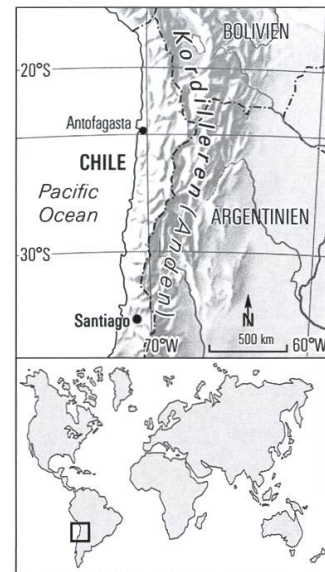 BOLIVIEN
20°S
Antofagasta
CHILE
Kordilleren (Anden)
Pacific
Ocean
ARGENTINIEN
30°S
Santiago
N
70°W
500 km
60°W